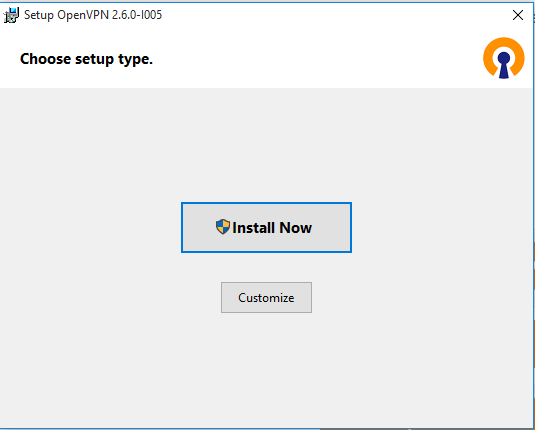 Setup OpenVPN 2.6.0-I005
Choose setup type.
Install Now
Customize